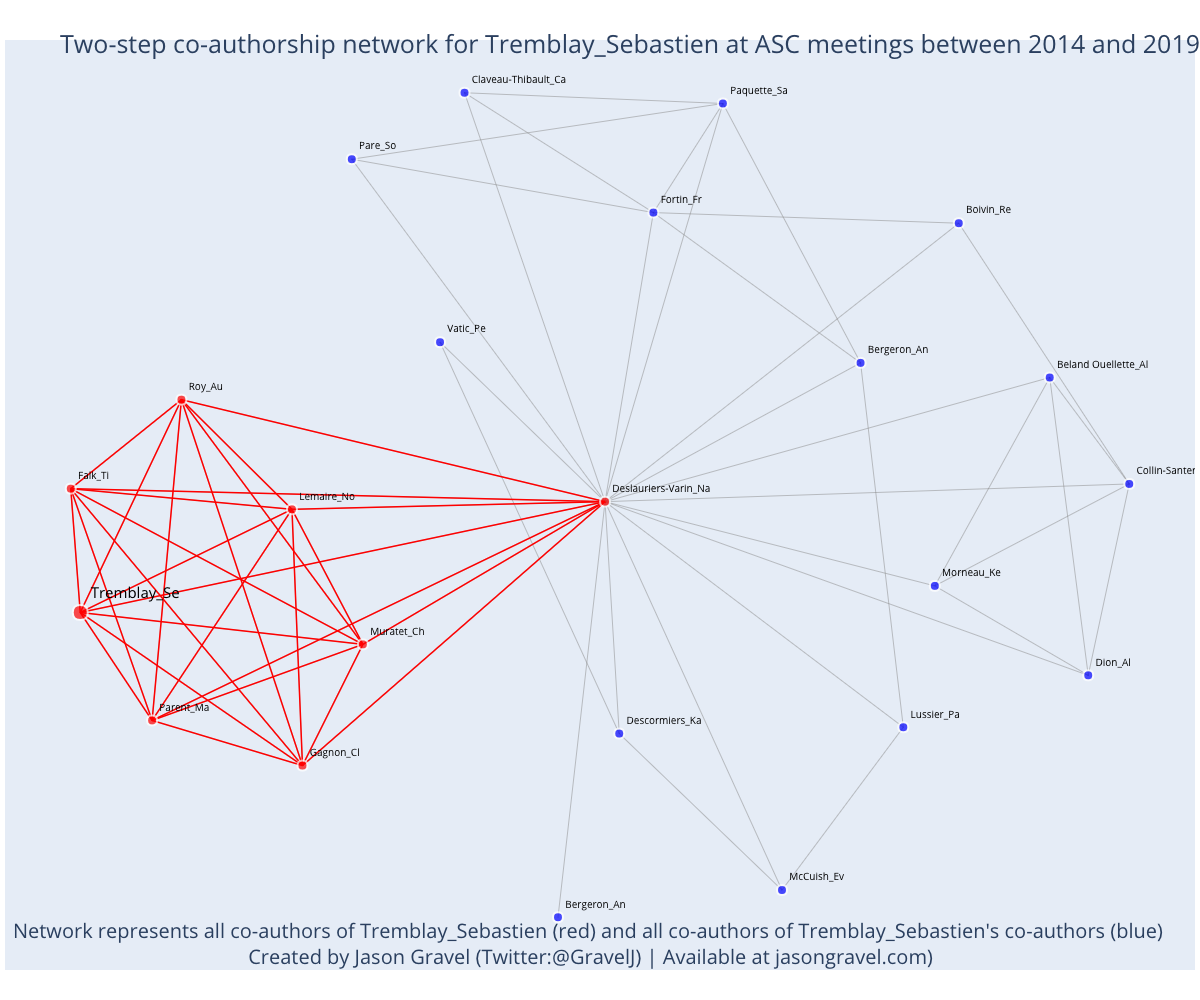 Two-step co-authorship network for Tremblay_Sebastien at ASC meetings between 2014 and 2019
Claveau-Thibault_Ca
Paquette_Sa
Pare_So
Fortin_Fr
Boivin_Re
Vatic_Pe
Bergeron_An
Beland Ouellette_Al
Roy_Au
Falk_Ti
Collin-Santer
Lemaire_No
Deslauriers-Varin_Na
Morneau_Ke
Tremblay_Se
Muratet_Ch
Dion_Al
Parent_Ma
Lussier_Pa
Descormiers_Ka
Gagnon_Cl
McCuish_Ev
Bergeron_An
Network represents all co-authors of Tremblay_Sebastien (red) and all co-authors of Tremblay_Sebastien's co-authors (blue)
Created by Jason Gravel (Twitter:@GravelJ) | Available at jasongravel.com)